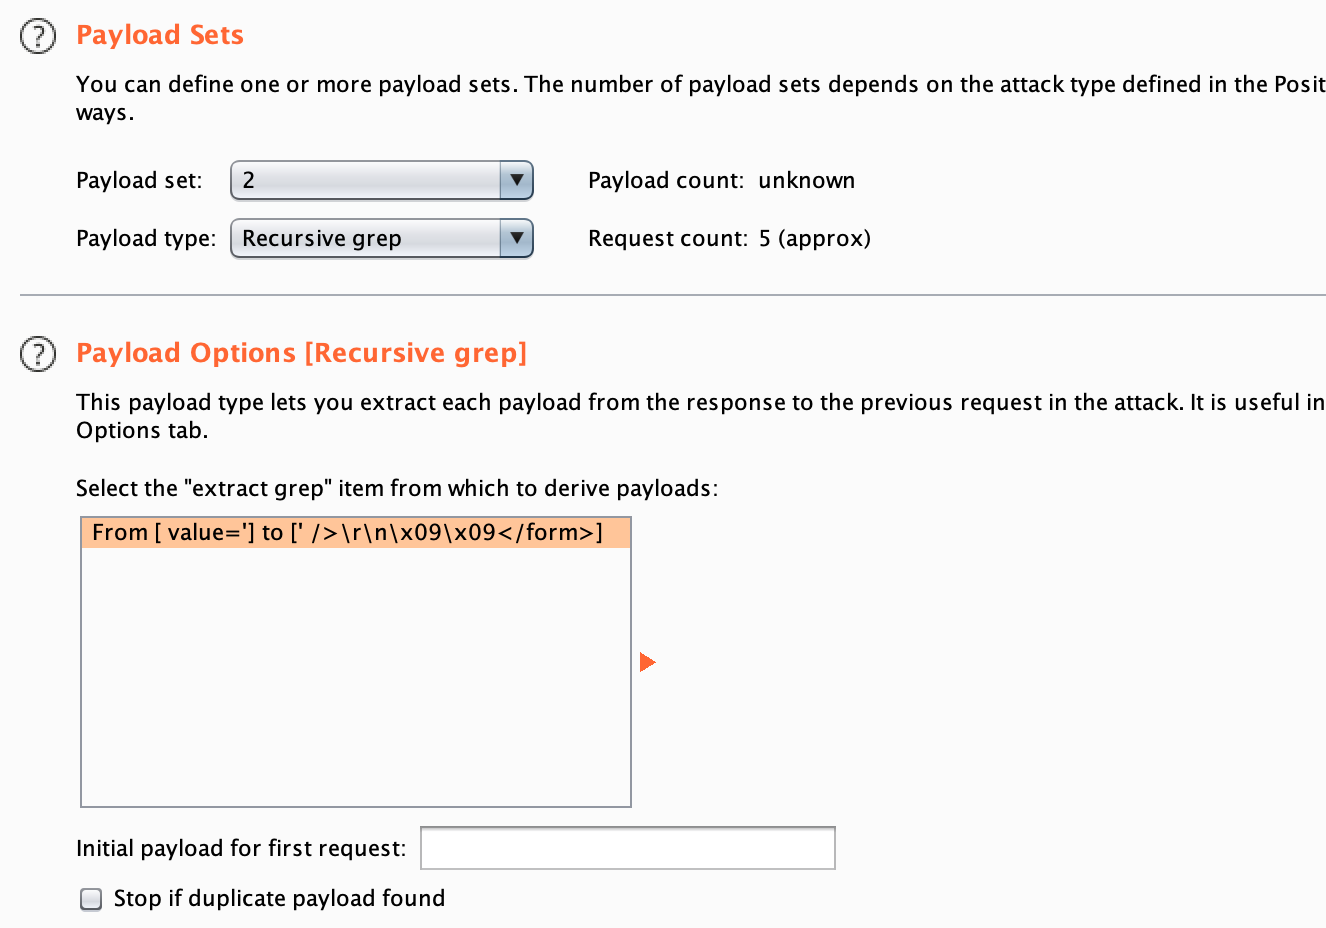 Payload Sets
You can define one or more payload sets. The number of payload sets depends on the attack type defined in the Posit
ways.
Payload set: 2 Payload count: unknown
Payload type: Recursive grep Request count: 5 (approx)
Payload Options [Recursive grep]
This payload type lets you extract each payload from the response to the previous request in the attack. It is useful in
Options tab.
Select the "extract grep" item from which to derive payloads:
From [ value='] to [' />\r\n\x09\x09</form>]
Initial payload for first request:
Stop if duplicate payload found